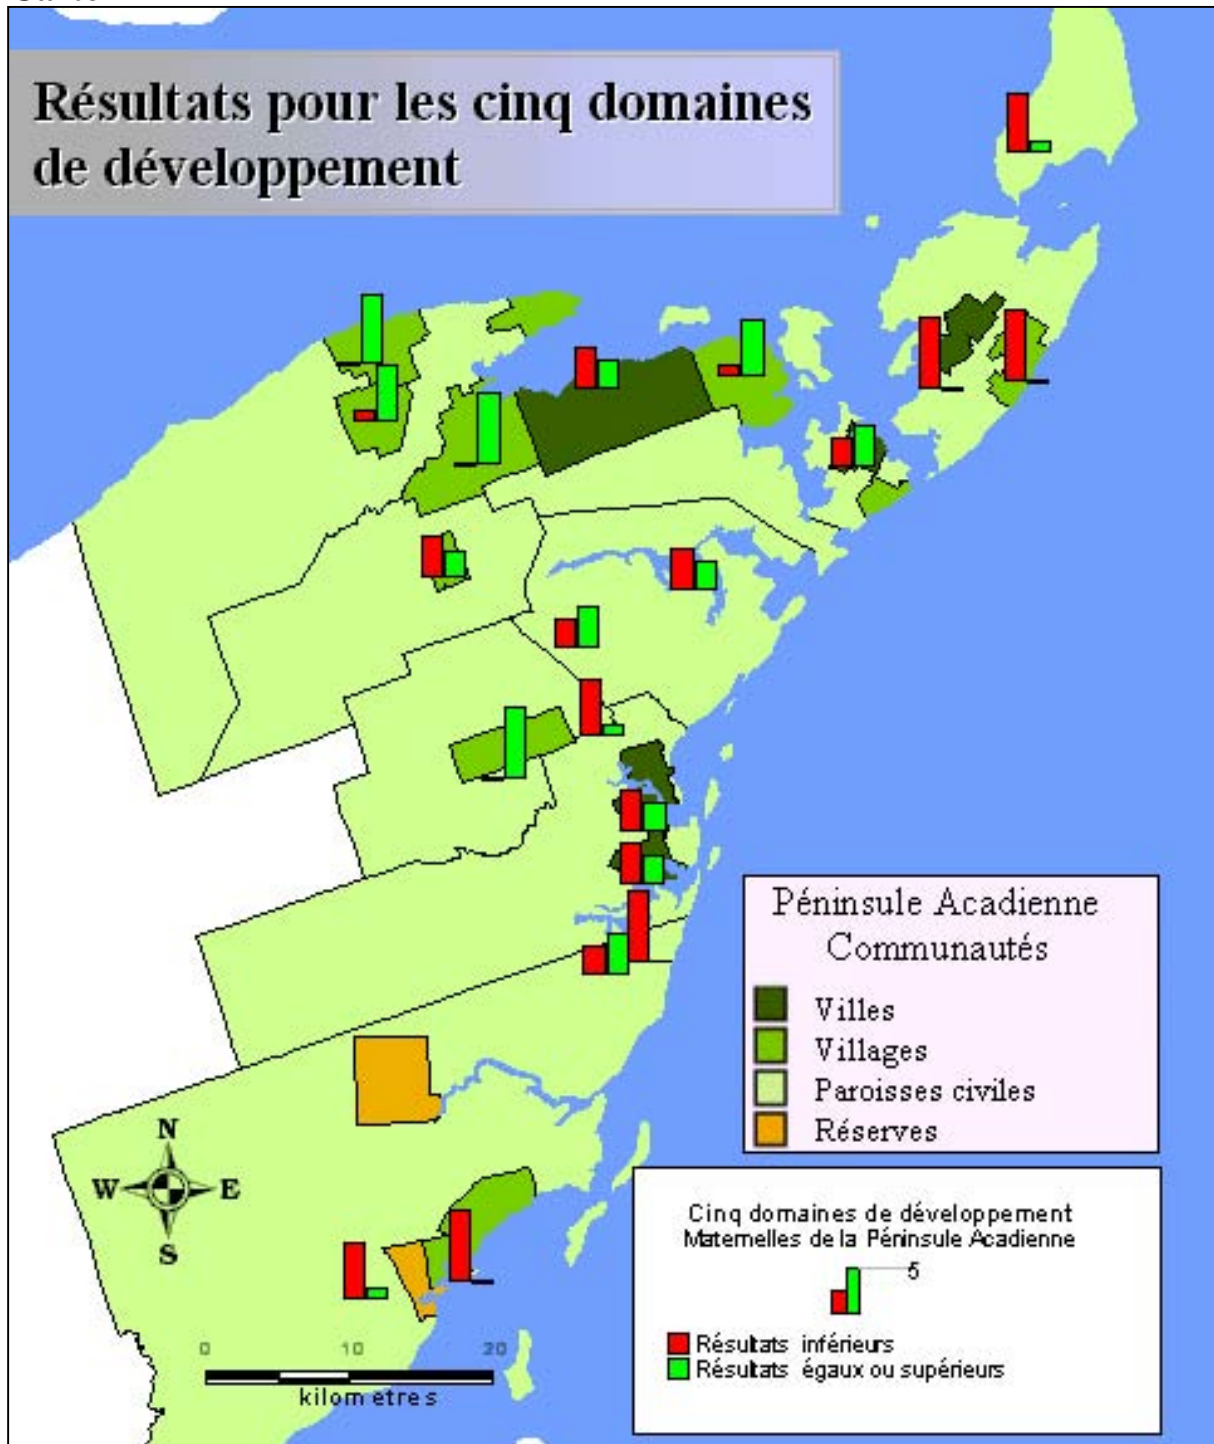 Résultats pour les cinq domaines
de développement
Péninsule Acadienne
Communautés
Villes
Villages
Paroisses civiles
Réserves
N
W E
S
Cinq domaines de développement
Maternelles de la Péninsule Acadienne
5
Résultats inférieurs
Résultats égaux ou supérieurs
0 10 20
kilometres